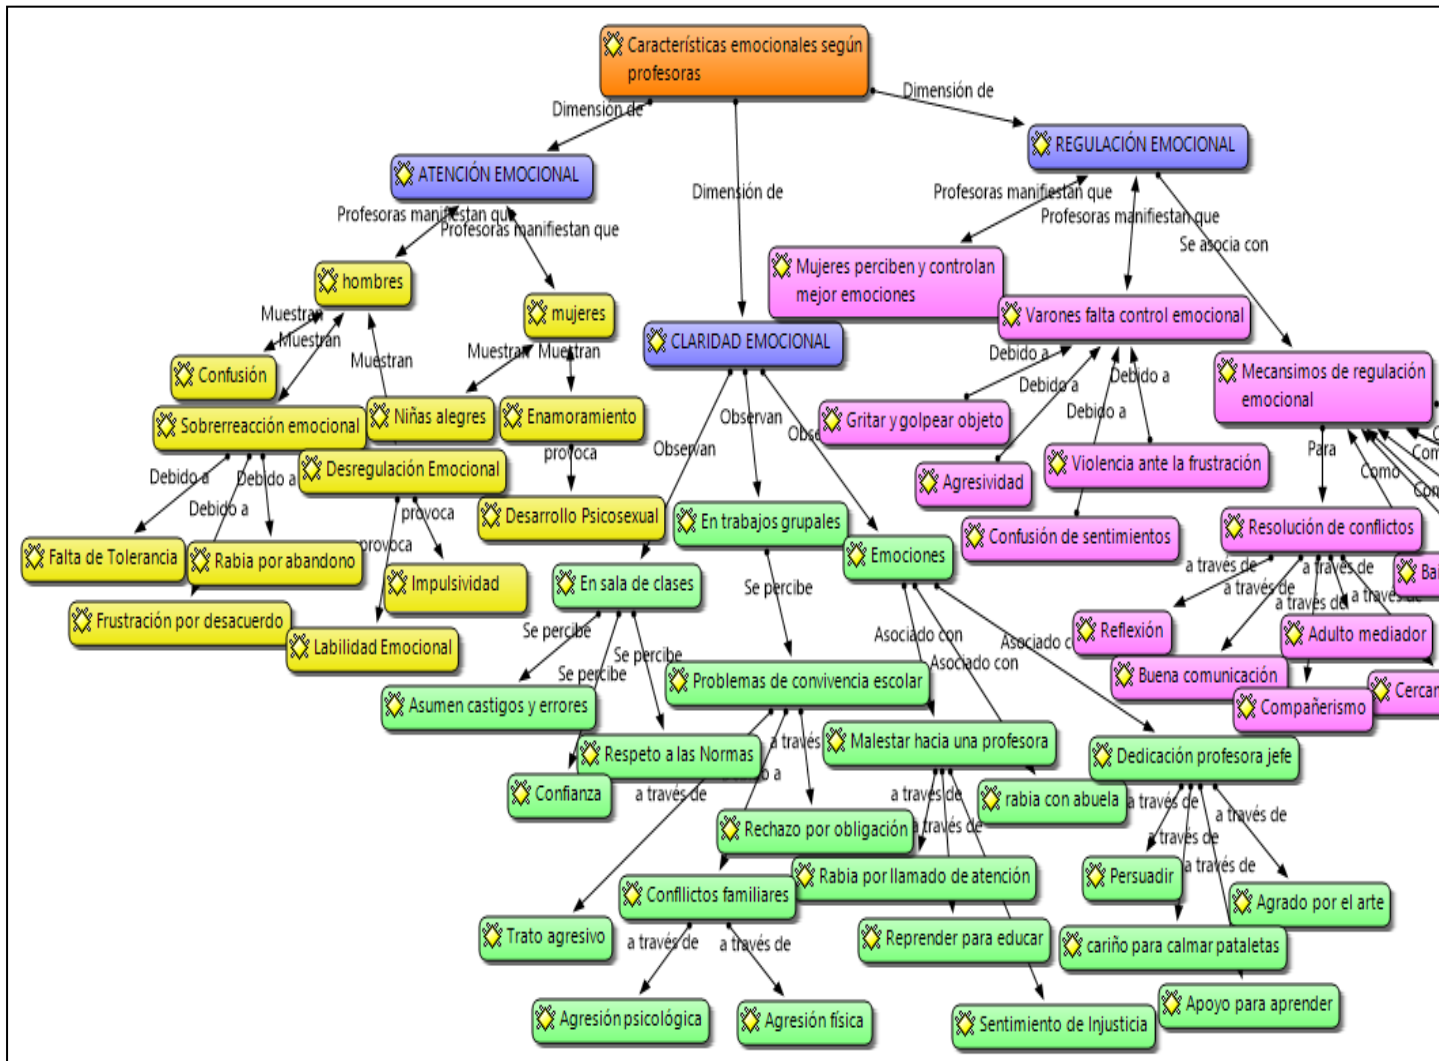 Características emocionales según
profesoras
Dimensión de
Dimensión de
Dimensión de
REGULACIÓN EMOCIONAL
ATENCIÓN EMOCIONAL
Profesoras manifiestan que
Profesoras manifiestan que
Profesoras manifiestan que
Profesoras manifiestan que
Se asocia con
hombres
mujeres
Mujeres perciben y controlan
mejor emociones
Varones falta control emocional
CLARIDAD EMOCIONAL
Muestran
Muestran
Muestran
Muestran
Muestran
Confusión
Sobrerreacción emocional
Niñas alegres
Enamoramiento
Debido a
Debido a
Debido a
Debido a
Mecansimos de regulación
emocional
Gritar y golpear objeto
Observan
Observan
Desregulación Emocional
provoca
Agresividad
Violencia ante la frustración
Para
Como
Debido a
Debido a
Debido a
provoca
provoca
Desarrollo Psicosexual
En trabajos grupales
Confusión de sentimientos
Resolución de conflictos
Falta de Tolerancia
Rabia por abandono
Impulsividad
En sala de clases
Emociones
Se percibe
a través de
a través de
a través de
a través de
a través de
Frustración por desacuerdo
Labilidad Emocional
Se percibe
Se percibe
Se percibe
Asociado con
Asociado con
Asociado
Reflexión
Adulto mediador
Buena comunicación
Compañerismo
Problemas de convivencia escolar
Asumen castigos y errores
Respeto a las Normas
Confianza
a través de
a través
a
Malestar hacia una profesora
Dedicación profesora jefe
rabia con abuela
a través de
a través de
a través de
a través de
a través de
a través de
Rechazo por obligación
Rabia por llamado de atención
Persuadir
Agrado por el arte
Confllictos familiares
Trato agresivo
a través de
a través de
Reprender para educar
cariño para calmar pataletas
Apoyo para aprender
Agresión psicológica
Agresión física
Sentimiento de Injusticia